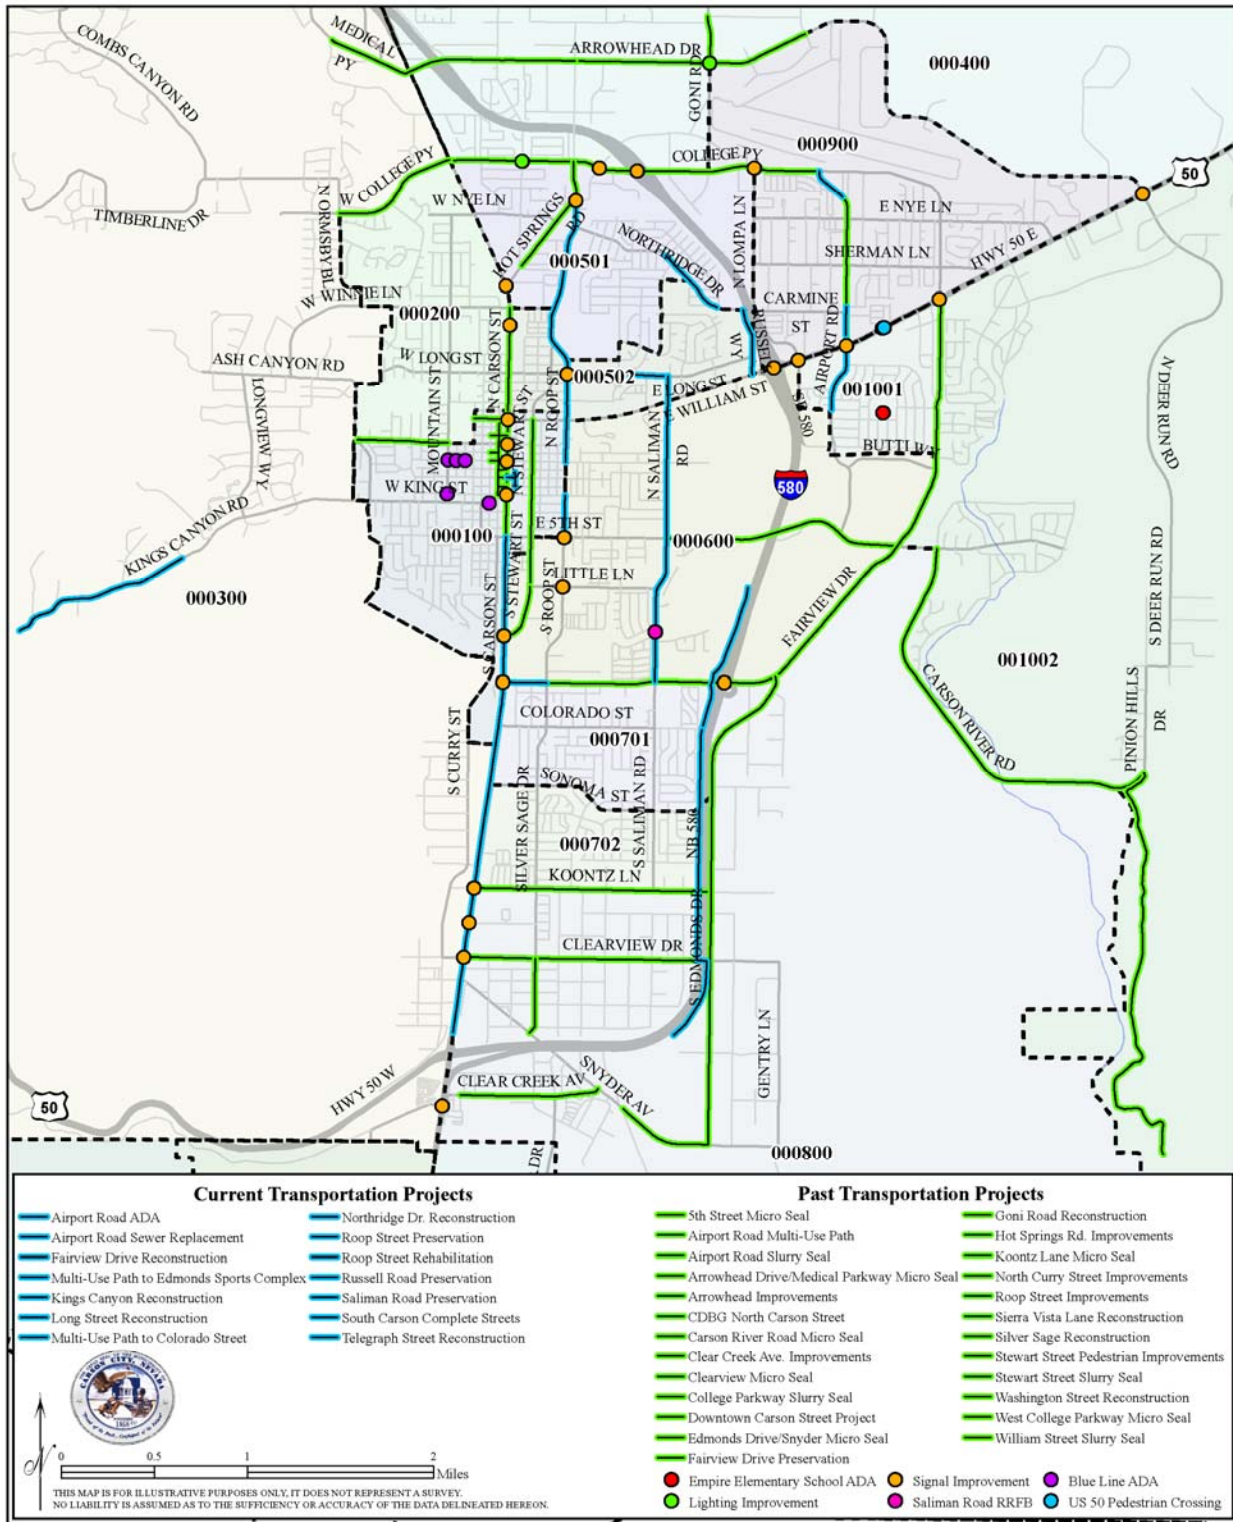 COMBS CANYON RD
MEDICAL
PY
ARROWHEAD DR
GONI RD
000400
000900
COLLEGE PY
W COLLEGE PY
50
TIMBERLINE DR
N ORMSBY BL
W NYE LN
HOT SPRINGS
RD
N LOMPA LN
E NYE LN
NORTHRIDGE DR
SHERMAN LN
HWY 50 E
000501
W WINNIE LN
000200
CARMINE
ST
RUSSELL
WY
AIRPORT RD
ASH CANYON RD
W LONG ST
N CARSON ST
000502
E LONG ST
E WILLIAM ST
001001
LONGVIEW WY
MOUNTAIN ST
N STEWART ST
N ROOP ST
N SALIMAN
RD
SB 580
BUTTI WY
N DEER RUN RD
580
W KING ST
KINGS CANYON RD
000100
E 5TH ST
000600
000300
S STEWART ST
LITTLE LN
S ROOP ST
S CARSON ST
FAIRVIEW DR
S DEER RUN RD
001002
CARSON RIVER RD
PINION HILLS
DR
COLORADO ST
000701
S CURRY ST
SONOMA ST
SILVER SAGE DR
S SALIMAN RD
NB 580
000702
KOONTZ LN
CLEARVIEW DR
S EDMONDS DR
GENTRY LN
HWY 50 W
CLEAR CREEK AV
SNYDER AV
50
000800
DR
Current Transportation Projects
Airport Road ADA
Airport Road Sewer Replacement
Fairview Drive Reconstruction
Multi-Use Path to Edmonds Sports Complex
Kings Canyon Reconstruction
Long Street Reconstruction
Multi-Use Path to Colorado Street
Northridge Dr. Reconstruction
Roop Street Preservation
Roop Street Rehabilitation
Russell Road Preservation
Saliman Road Preservation
South Carson Complete Streets
Telegraph Street Reconstruction
Past Transportation Projects
5th Street Micro Seal
Airport Road Multi-Use Path
Airport Road Slurry Seal
Arrowhead Drive/Medical Parkway Micro Seal
Arrowhead Improvements
CDBG North Carson Street
Carson River Road Micro Seal
Clear Creek Ave. Improvements
Clearview Micro Seal
College Parkway Slurry Seal
Downtown Carson Street Project
Edmonds Drive/Snyder Micro Seal
Fairview Drive Preservation
Goni Road Reconstruction
Hot Springs Rd. Improvements
Koontz Lane Micro Seal
North Curry Street Improvements
Roop Street Improvements
Sierra Vista Lane Reconstruction
Silver Sage Reconstruction
Stewart Street Pedestrian Improvements
Stewart Street Slurry Seal
Washington Street Reconstruction
West College Parkway Micro Seal
William Street Slurry Seal
Empire Elementary School ADA
Lighting Improvement
Signal Improvement
Saliman Road RRFB
Blue Line ADA
US 50 Pedestrian Crossing
CARSON CITY, NEVADA
N
0 0.5 1 2
Miles
THIS MAP IS FOR ILLUSTRATIVE PURPOSES ONLY, IT DOES NOT REPRESENT A SURVEY.
NO LIABILITY IS ASSUMED AS TO THE SUFFICIENCY OR ACCURACY OF THE DATA DELINEATED HEREON.